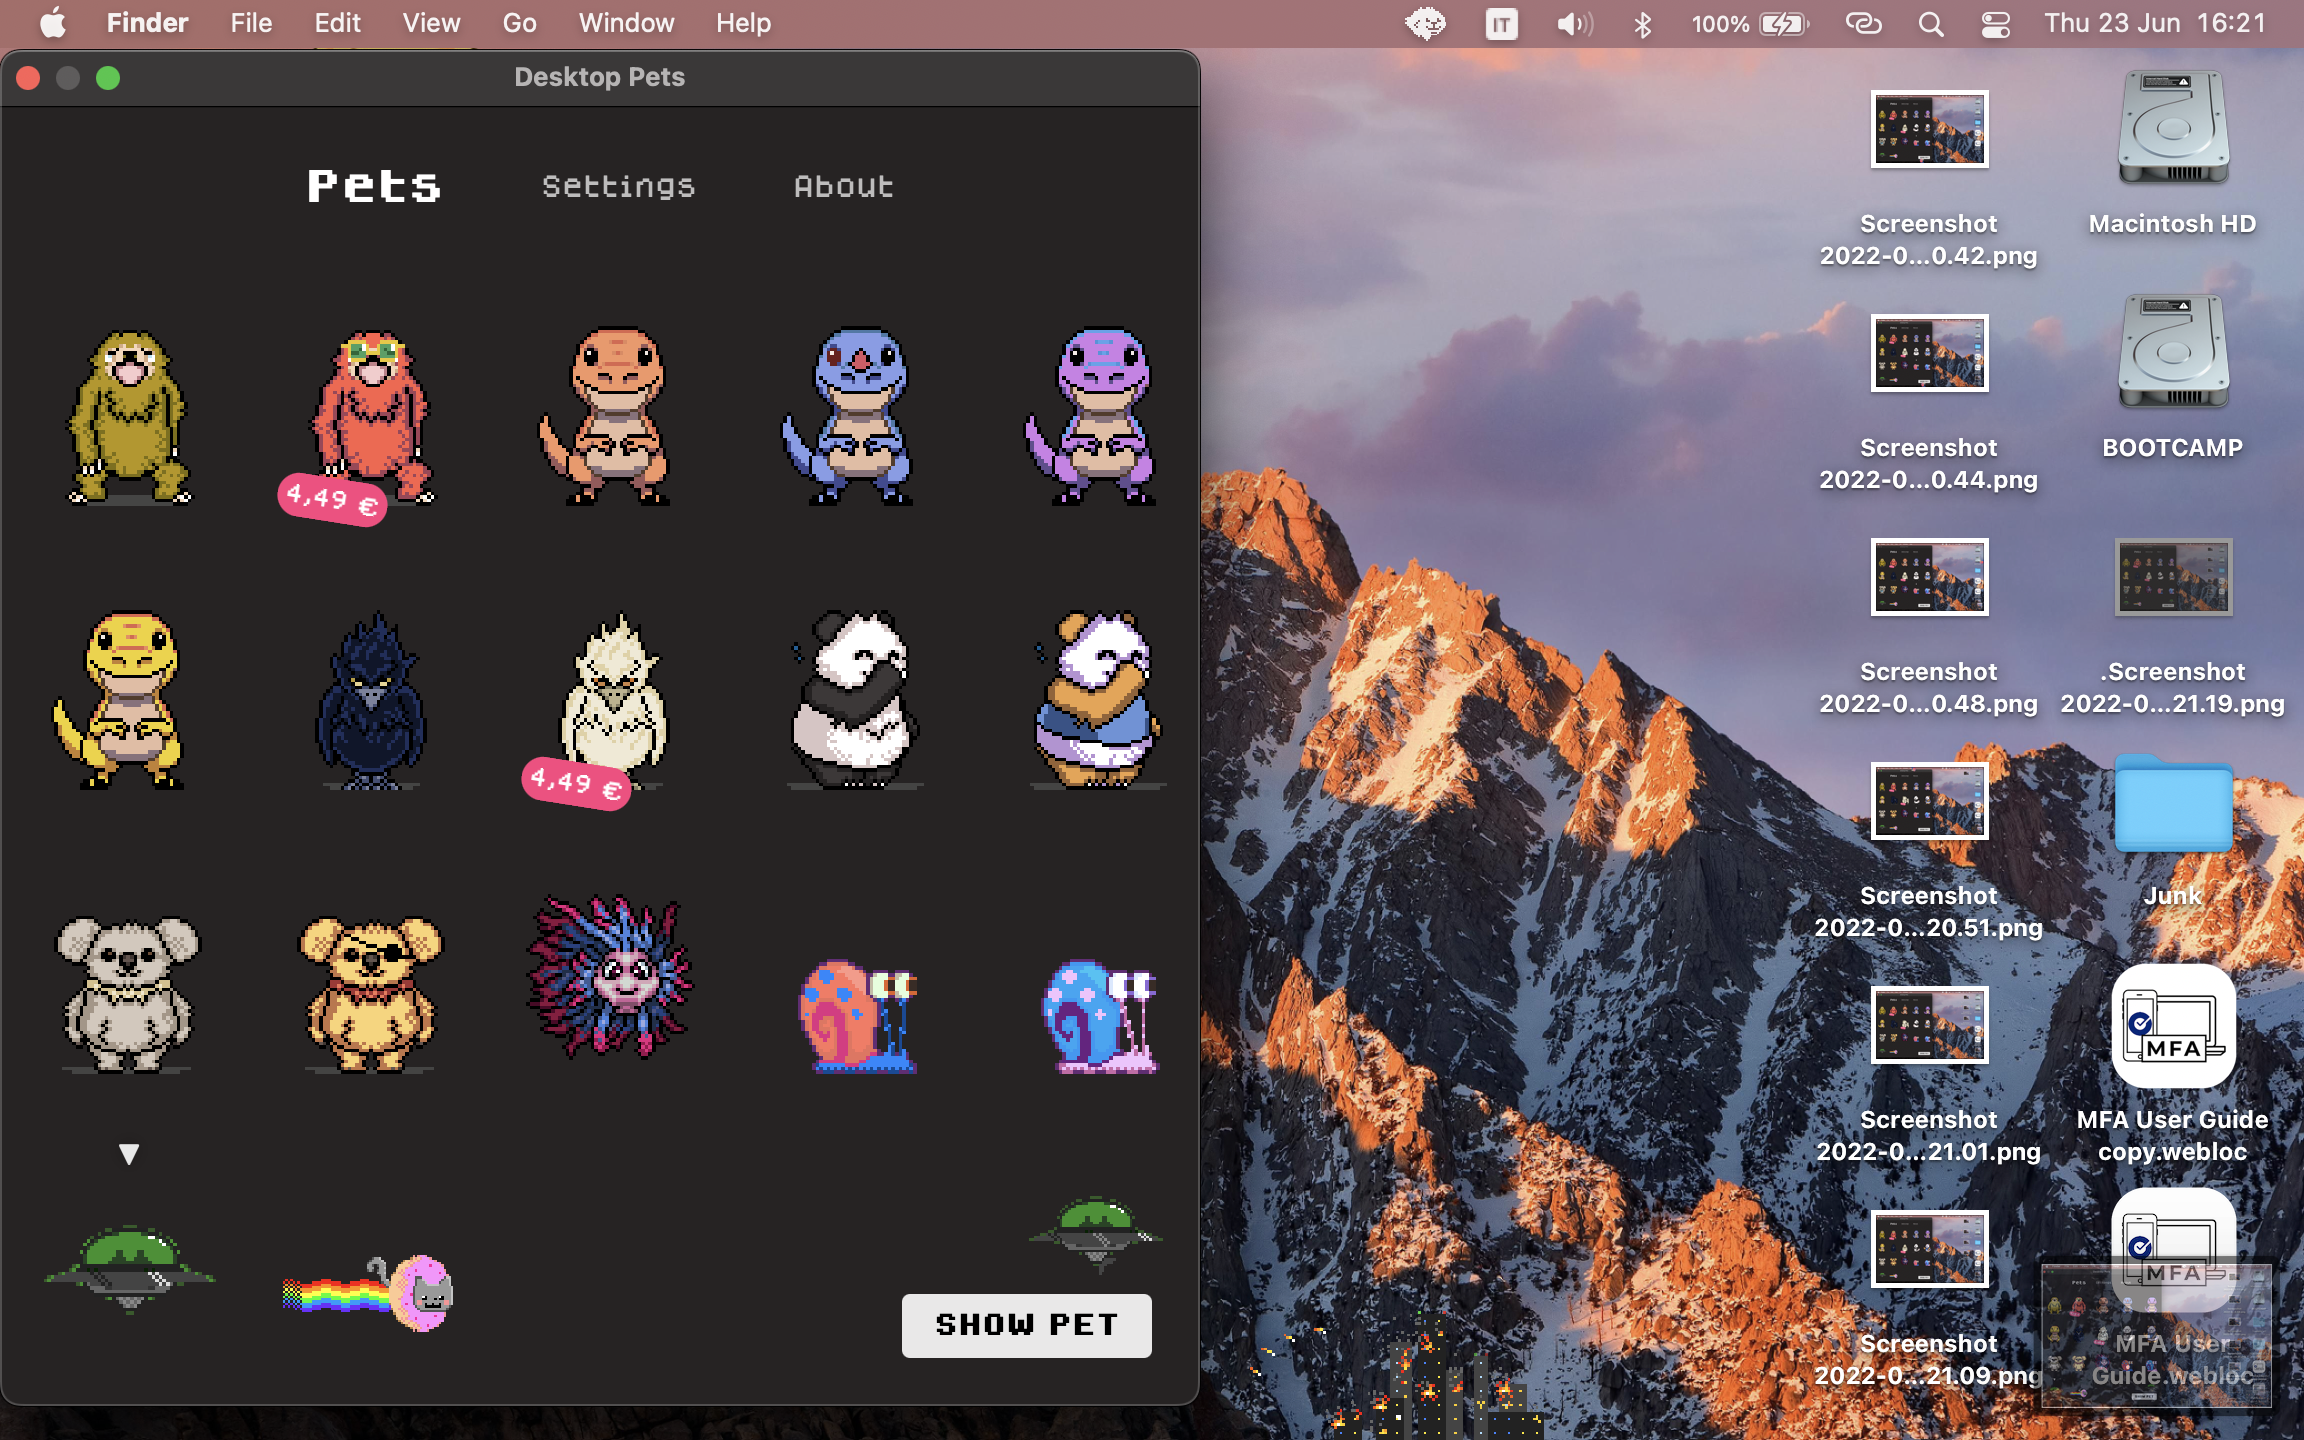 Finder File Edit View Go Window Help IT 100% Thu 23 Jun 16:21
Desktop Pets
Pets Settings About
4,49 €
4,49 €
SHOW PET
Screenshot
2022-0...0.42.png
Macintosh HD
Screenshot
2022-0...0.44.png
BOOTCAMP
Screenshot
2022-0...0.48.png
.Screenshot
2022-0...21.19.png
Screenshot
2022-0...20.51.png
Junk
Screenshot
2022-0...21.01.png
MFA
MFA User Guide
copy.webloc
Screenshot
2022-0...21.09.png
MFA
MFA User
Guide.webloc